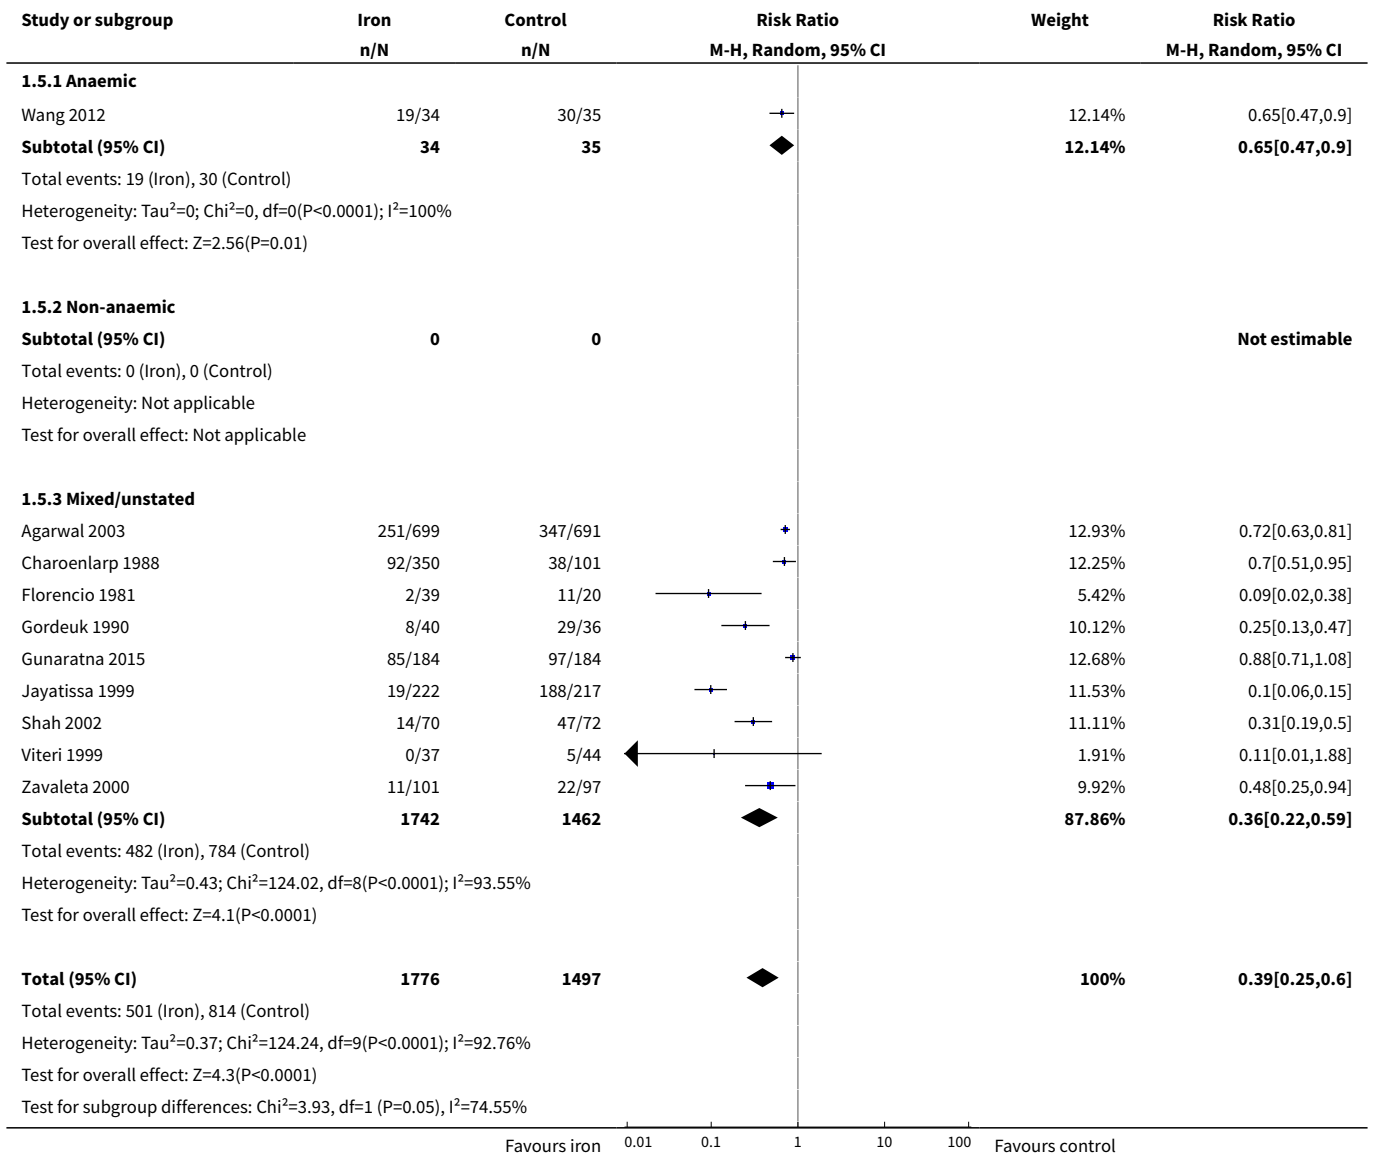 Study or subgroup Iron Control Risk Ratio Weight Risk Ratio
n/N n/N M-H, Random, 95% CI M-H, Random, 95% CI
1.5.1 Anaemic
Wang 2012 19/34 30/35 12.14% 0.65[0.47,0.9]
Subtotal (95% CI) 34 35 12.14% 0.65[0.47,0.9]
Total events: 19 (Iron), 30 (Control)
Heterogeneity: Tau²=0; Chi²=0, df=0(P<0.0001); I²=100%
Test for overall effect: Z=2.56(P=0.01)
1.5.2 Non-anaemic
Subtotal (95% CI) 0 0 Not estimable
Total events: 0 (Iron), 0 (Control)
Heterogeneity: Not applicable
Test for overall effect: Not applicable
1.5.3 Mixed/unstated
Agarwal 2003 251/699 347/691 12.93% 0.72[0.63,0.81]
Charoenlarp 1988 92/350 38/101 12.25% 0.7[0.51,0.95]
Florencio 1981 2/39 11/20 5.42% 0.09[0.02,0.38]
Gordeuk 1990 8/40 29/36 10.12% 0.25[0.13,0.47]
Gunaratna 2015 85/184 97/184 12.68% 0.88[0.71,1.08]
Jayatissa 1999 19/222 188/217 11.53% 0.1[0.06,0.15]
Shah 2002 14/70 47/72 11.11% 0.31[0.19,0.5]
Viteri 1999 0/37 5/44 1.91% 0.11[0.01,1.88]
Zavaleta 2000 11/101 22/97 9.92% 0.48[0.25,0.94]
Subtotal (95% CI) 1742 1462 87.86% 0.36[0.22,0.59]
Total events: 482 (Iron), 784 (Control)
Heterogeneity: Tau²=0.43; Chi²=124.02, df=8(P<0.0001); I²=93.55%
Test for overall effect: Z=4.1(P<0.0001)
Total (95% CI) 1776 1497 100% 0.39[0.25,0.6]
Total events: 501 (Iron), 814 (Control)
Heterogeneity: Tau²=0.37; Chi²=124.24, df=9(P<0.0001); I²=92.76%
Test for overall effect: Z=4.3(P<0.0001)
Test for subgroup differences: Chi²=3.93, df=1 (P=0.05), I²=74.55%
Favours iron 0.01 0.1 1 10 100 Favours control